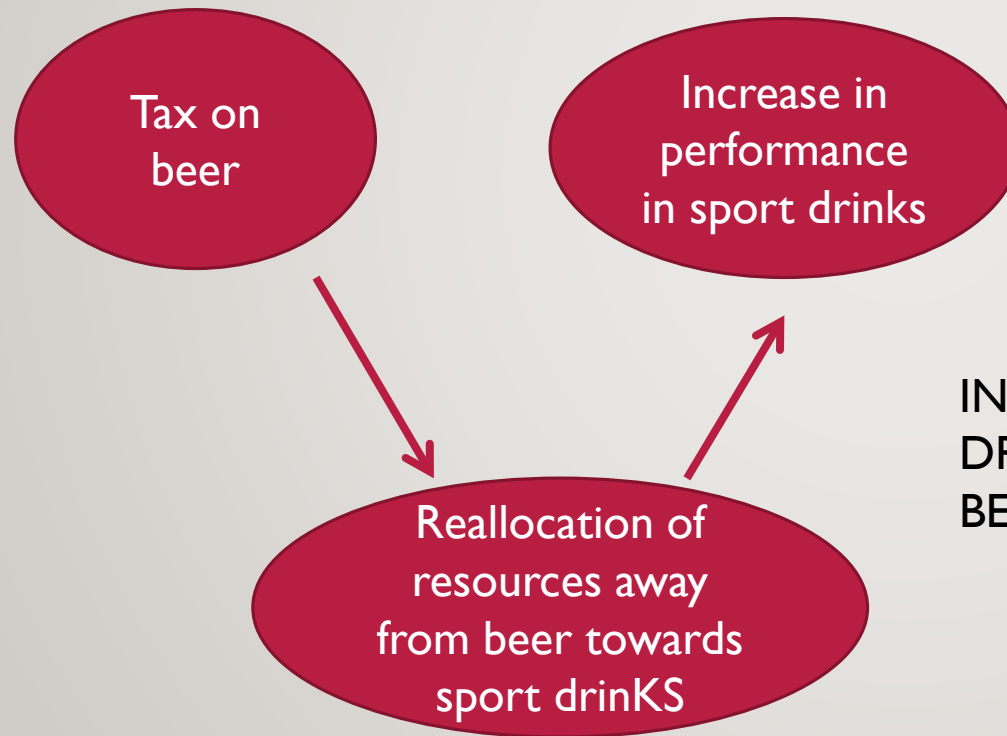 Tax on
beer
Increase in
performance
in sport drinks
Reallocation of
resources away
from beer towards
sport drinKS